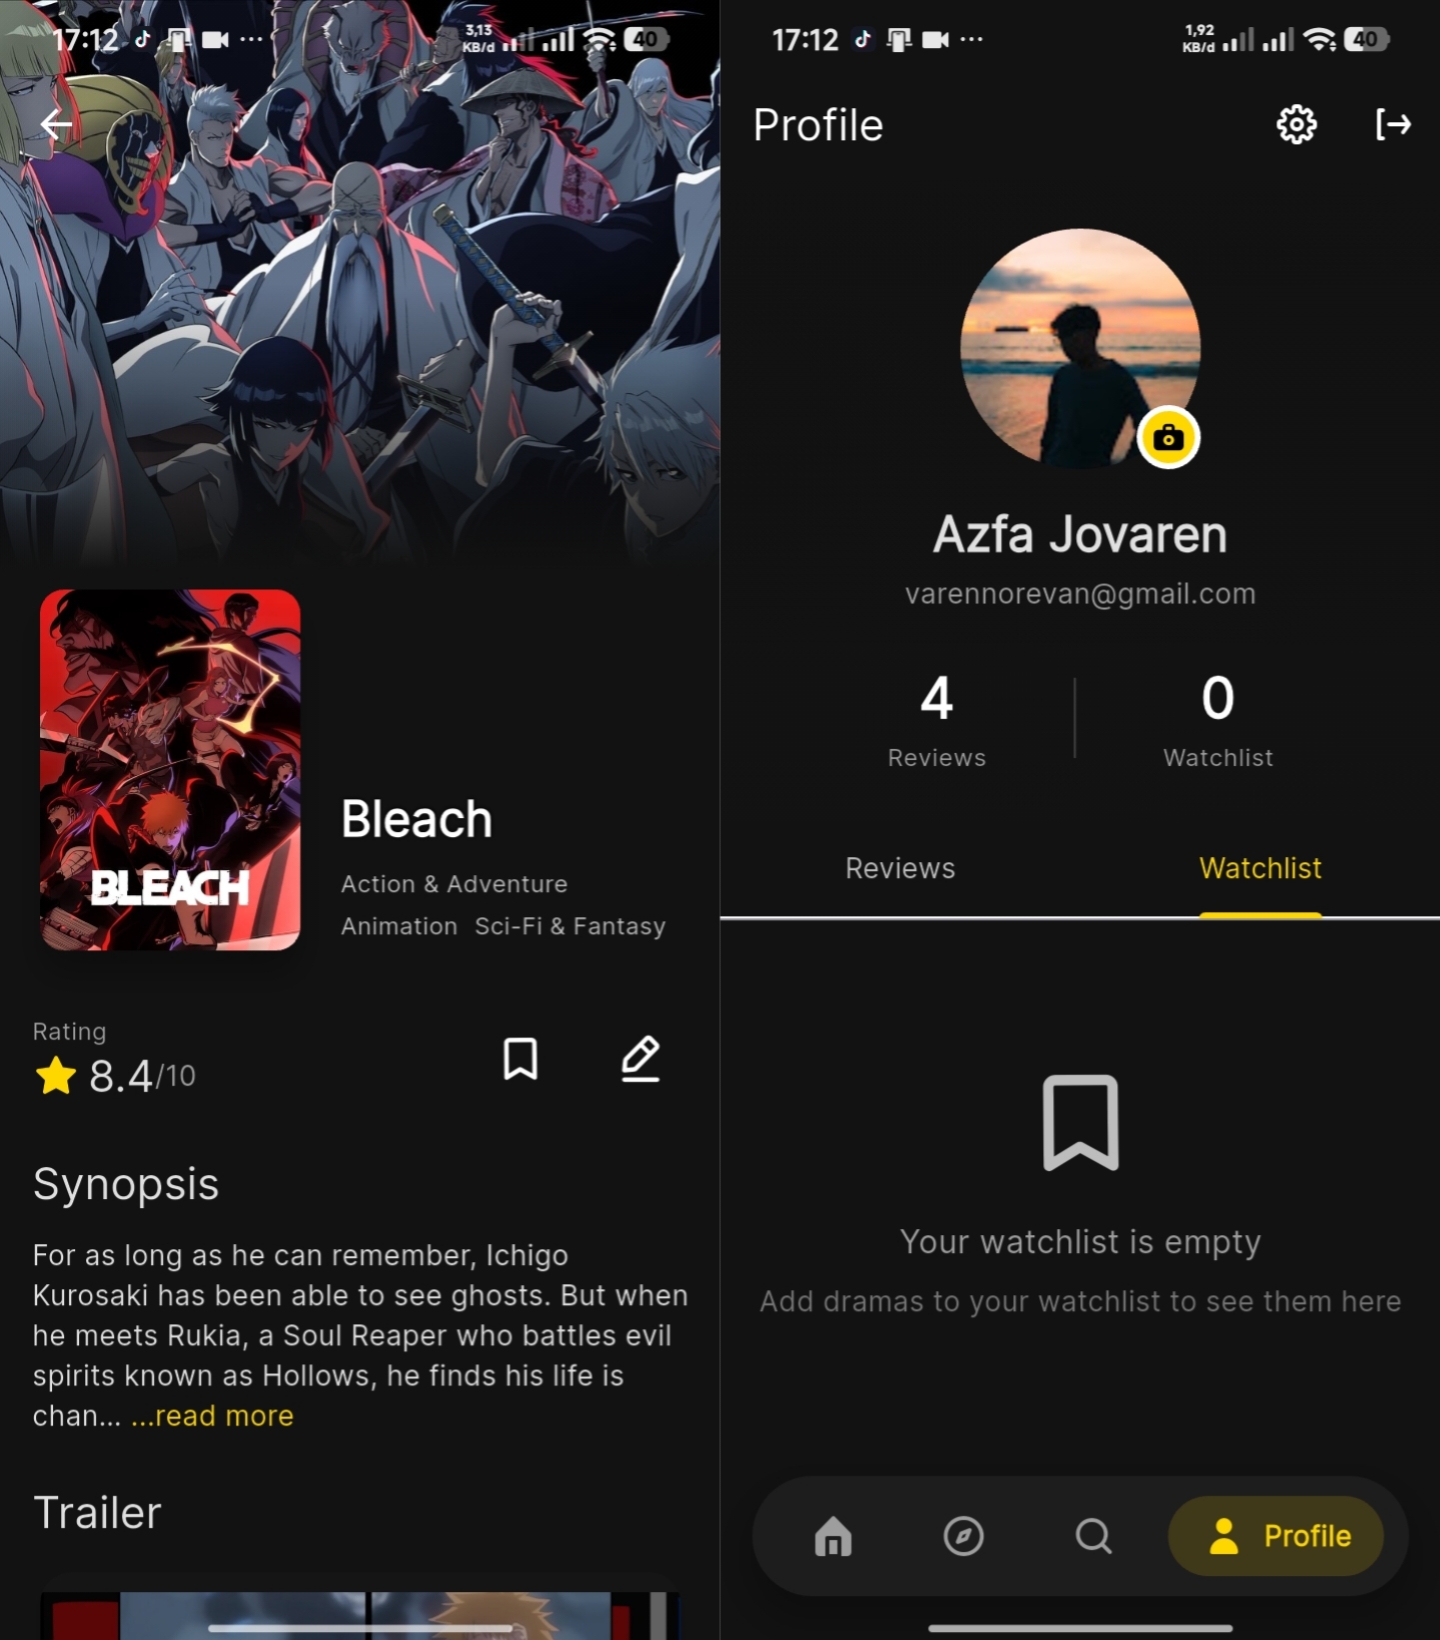 17:12
3,13
KB/d
40
BLEACH
Bleach
Action & Adventure
Animation Sci-Fi & Fantasy
Rating
8.4/10
Synopsis
For as long as he can remember, Ichigo
Kurosaki has been able to see ghosts. But when
he meets Rukia, a Soul Reaper who battles evil
spirits known as Hollows, he finds his life is
chan... ...read more
Trailer
17:12
1,92
KB/d
40
Profile
Azfa Jovaren
varennorevan@gmail.com
4
0
Reviews
Watchlist
Reviews
Watchlist
Your watchlist is empty
Add dramas to your watchlist to see them here
Profile